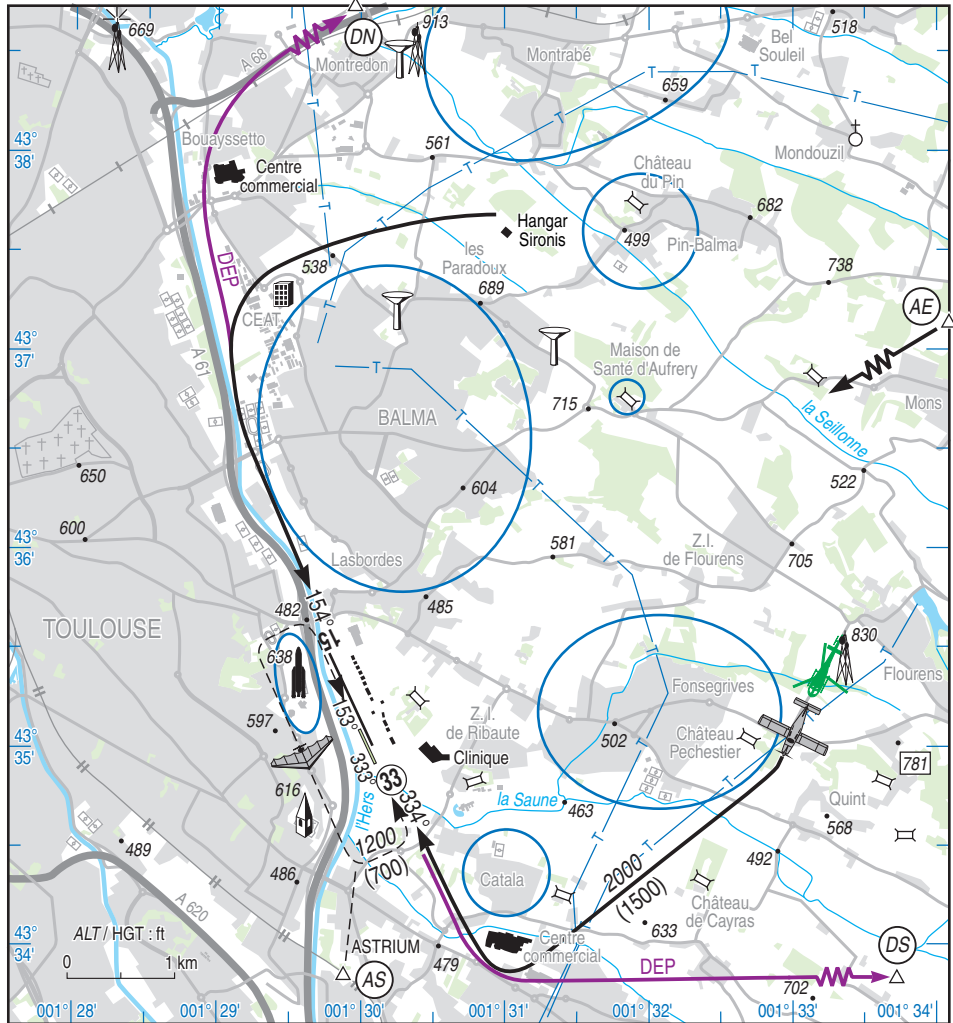 669
DN
913
518
A 68
Montredon
Montrabé
Bel
Souleil
T
T
T
659
T
43°
38'
Bouayssetto
Centre
commercial
561
Mondouzil
Château
du Pin
T
682
Hangar
Sironis
499
Pin-Balma
DEP
538
les
Paradoux
T
738
689
CEAT
AE
43°
37'
A 61
T
Maison de
Santé d'Aufrery
715
Mons
BALMA
la Seillonne
T
650
604
522
600
43°
36'
Lasbordes
581
Z.I.
de Flourens
705
T
TOULOUSE
482
154°
485
15
830
638
Fonsegrives
Flourens
T
597
153°
Z.I.
de Ribaute
502
Château
Pechestier
43°
35'
Clinique
781
333°
33
334°
616
l'Hers
la Saune
463
Quint
568
1200
(700)
489
486
T
T
492
2000
(1500)
Catala
Château
de Cayras
A 620
633
ALT / HGT : ft
0 1 km
43°
34'
ASTRIUM
AS
479
Centre
commercial
DEP
DS
702
001° 28'
001° 29'
001° 30'
001° 31'
001° 32'
001° 33'
001° 34'